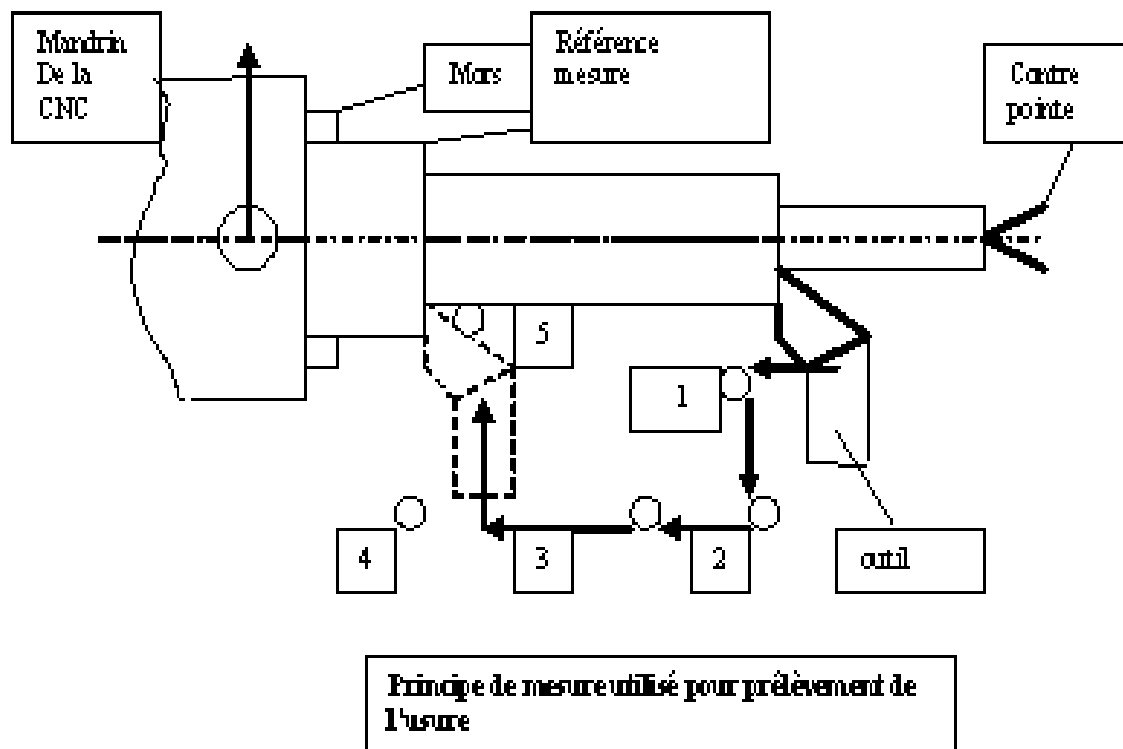 Mandrin
De la
CNC
Mors
Référence
mesure
Contre
pointe
5
1
4
3
2
outil
Principe de mesure utilisé pour prélèvement de
l'usure